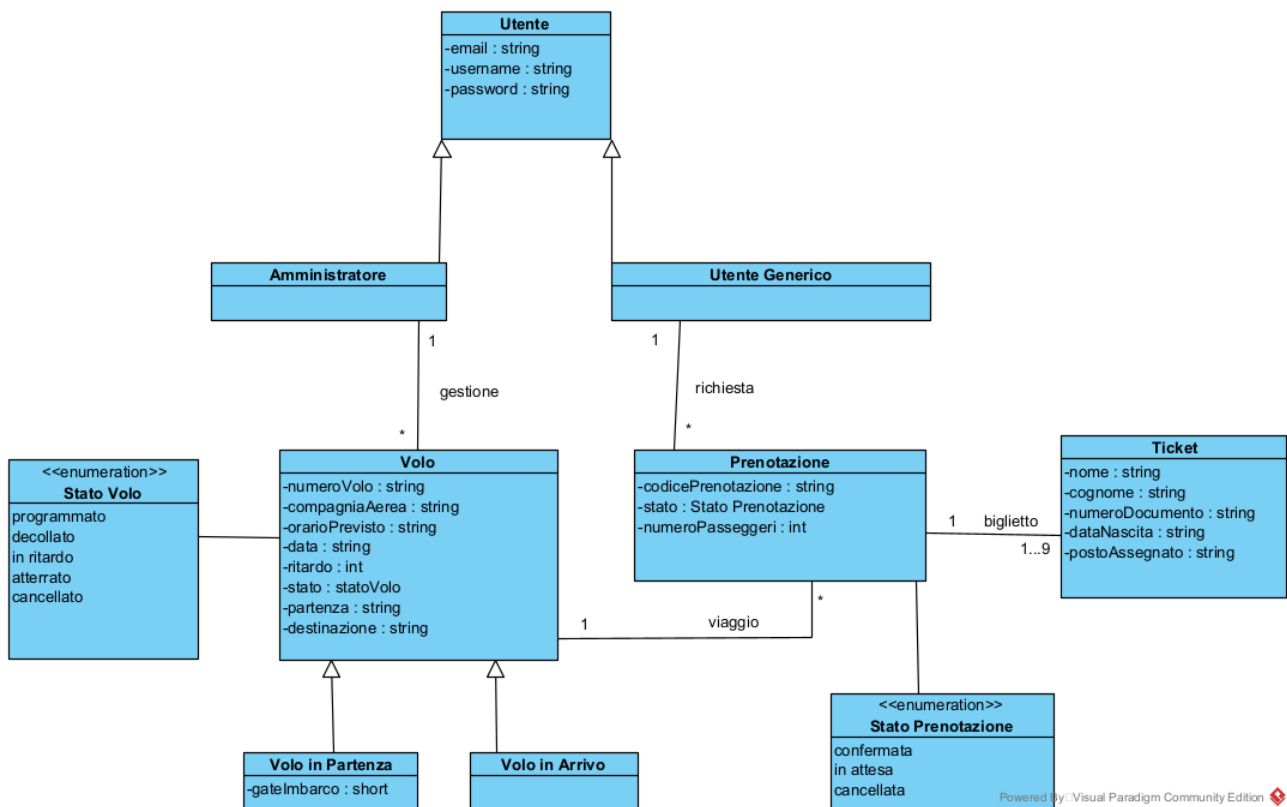 Utente
-email : string
-username : string
-password : string
Amministratore
Utente Generico
1
1
gestione
richiesta
*
*
<<enumeration>>
Stato Volo
programmato
decollato
in ritardo
atterrato
cancellato
Volo
-numeroVolo : string
-compagniaAerea : string
-orarioPrevisto : string
-data : string
-ritardo : int
-stato : statoVolo
-partenza : string
-destinazione : string
Prenotazione
-codicePrenotazione : string
-stato : Stato Prenotazione
-numeroPasseggeri : int
1
biglietto
1...9
Ticket
-nome : string
-cognome : string
-numeroDocumento : string
-dataNascita : string
-postoAssegnato : string
1
viaggio
*
Volo in Partenza
-gateImbarco : short
Volo in Arrivo
<<enumeration>>
Stato Prenotazione
confermata
in attesa
cancellata
Powered By Visual Paradigm Community Edition